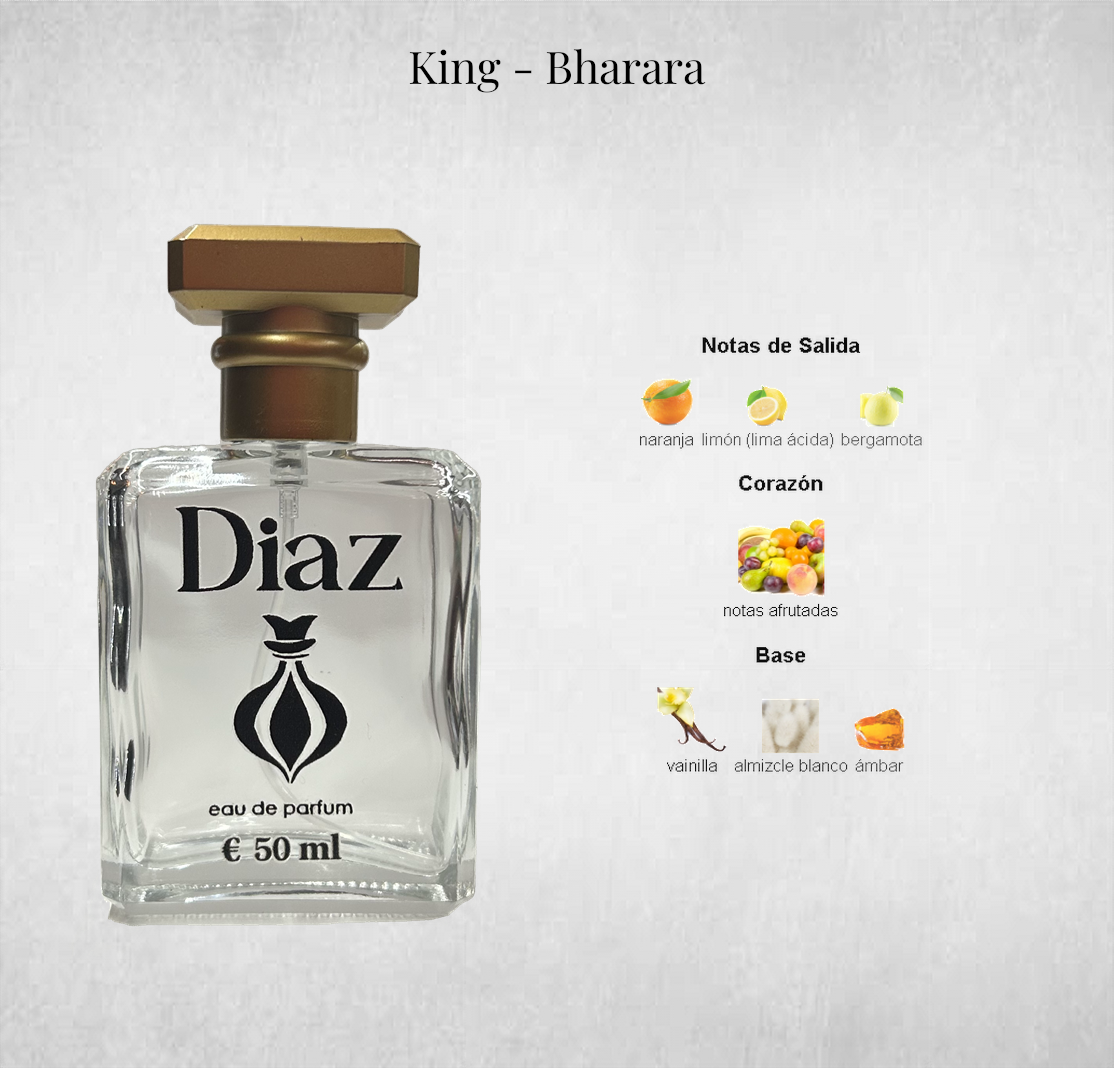 King - Bharara
Diaz
eau de parfum
€ 50 ml
Notas de Salida
naranja limón (lima ácida) bergamota
Corazón
notas afrutadas
Base
vainilla almizcle blanco ámbar